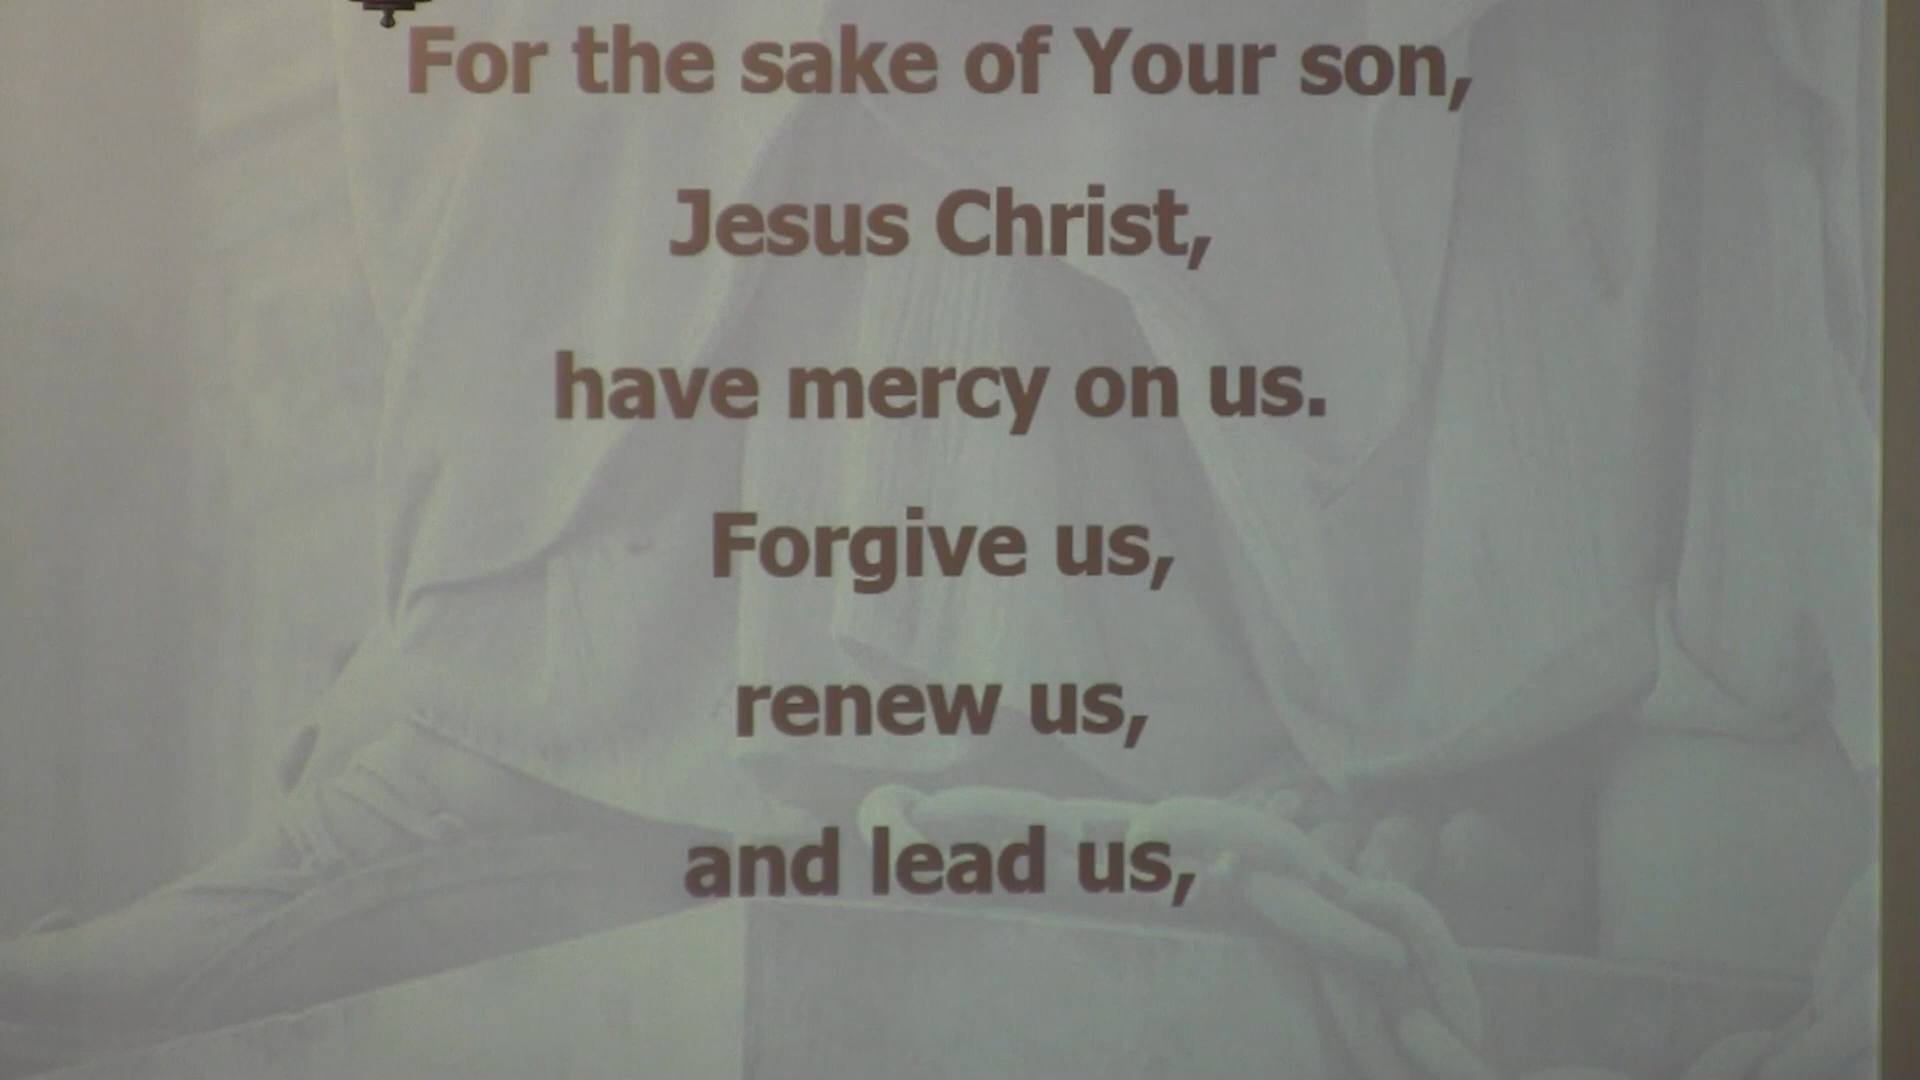 For the sake of Your son,
Jesus Christ,
have mercy on us.
Forgive us,
renew us,
and lead us,